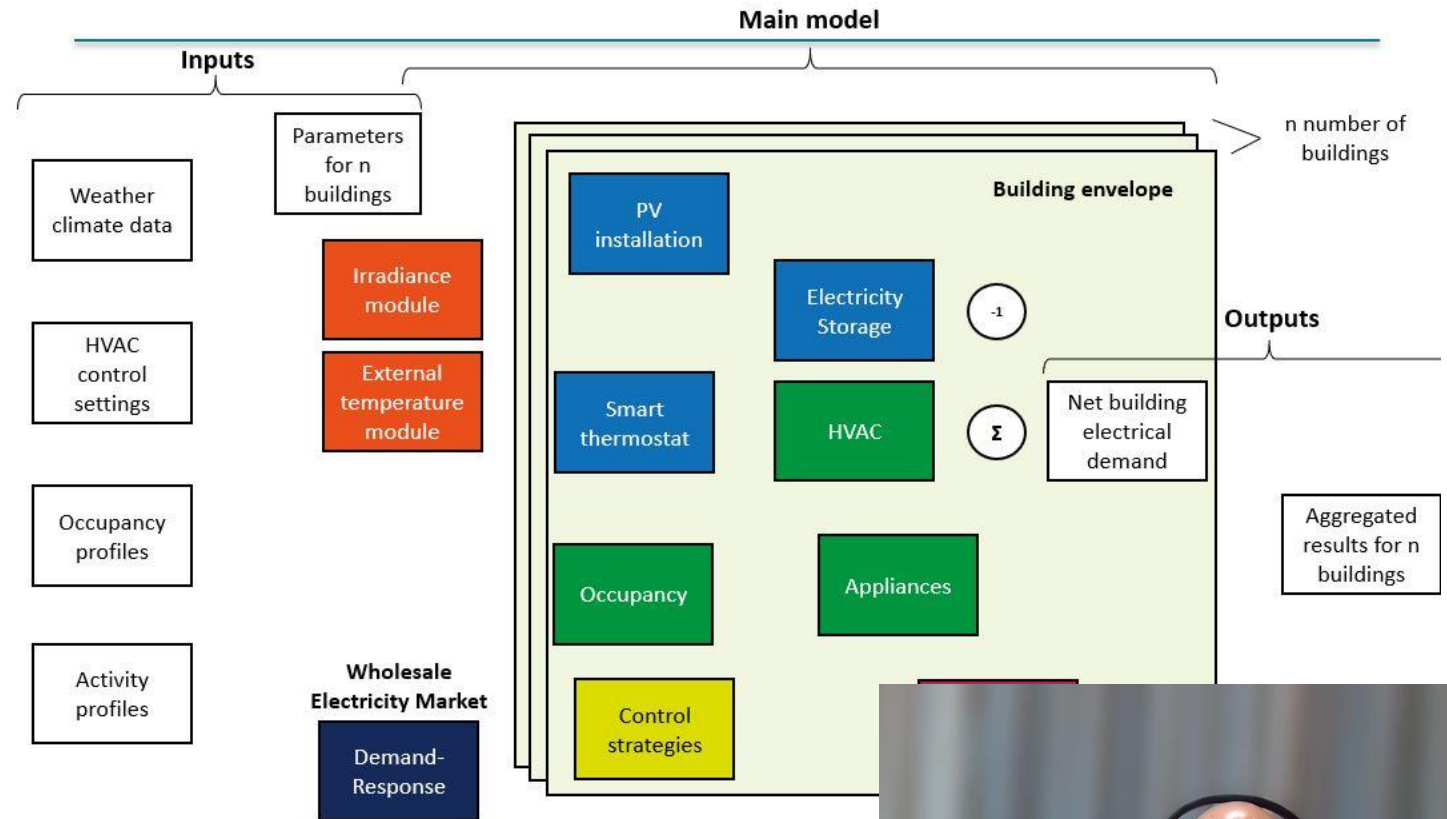 Main model
Inputs
Parameters
for n
buildings
n number of
buildings
Weather
climate data
PV
installation
Building envelope
Irradiance
module
Electricity
Storage
-1
Outputs
HVAC
control
settings
External
temperature
module
Smart
thermostat
HVAC
Σ
Net building
electrical
demand
Occupancy
profiles
Aggregated
results for n
buildings
Occupancy
Appliances
Activity
profiles
Wholesale
Electricity Market
Control
strategies
Demand-
Response